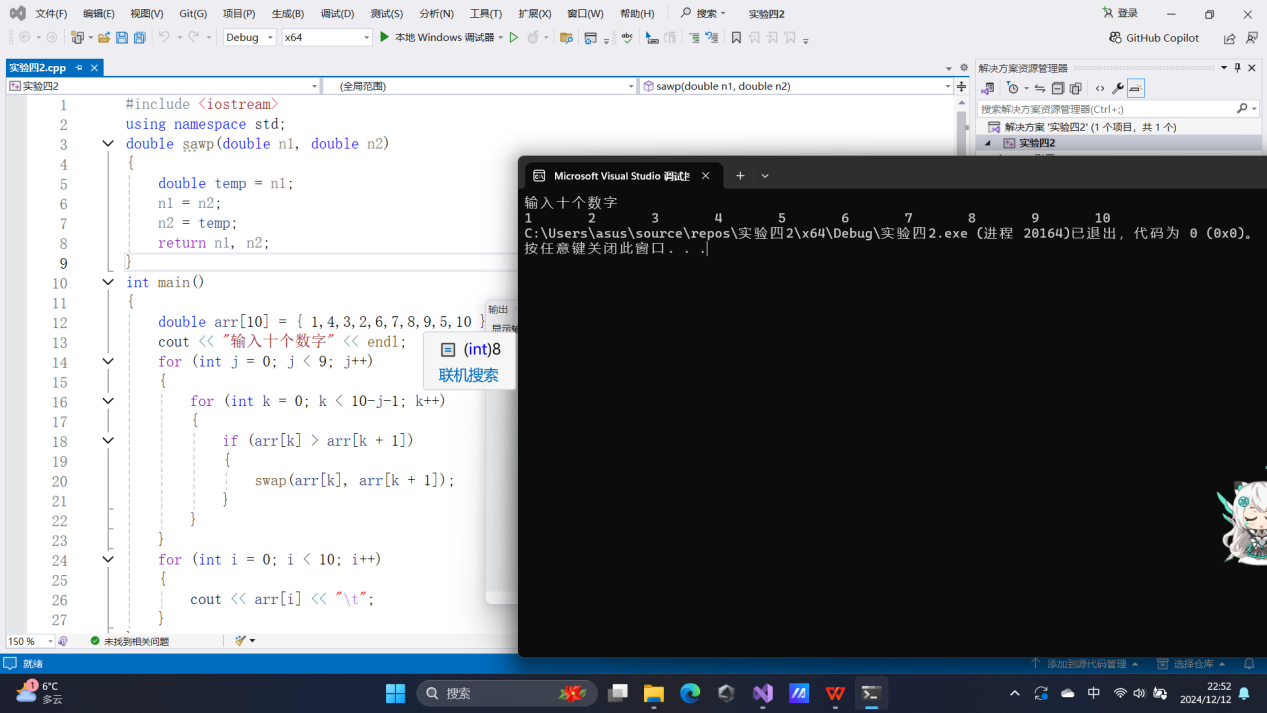 文件(F) 编辑(E) 视图(V) Git(G) 项目(P) 生成(B) 调试(D) 测试(S) 分析(N) 工具(T) 扩展(X) 窗口(W) 帮助(H) 搜索 实验四2 登录
Debug x64 本地 Windows 调试器 GitHub Copilot
实验四2.cpp
实验四2 (全局范围) sawp(double n1, double n2)
1 #include <iostream>
2 using namespace std;
3 double sawp(double n1, double n2)
4 {
5 double temp = n1;
6 n1 = n2;
7 n2 = temp;
8 return n1, n2;
9 }
10 int main()
11 {
12 double arr[10] = { 1,4,3,2,6,7,8,9,5,10 }
13 cout << "输入十个数字" << endl;
14 for (int j = 0; j < 9; j++)
15 {
16 for (int k = 0; k < 10-j-1; k++)
17 {
18 if (arr[k] > arr[k + 1])
19 {
20 swap(arr[k], arr[k + 1]);
21 }
22 }
23 }
24 for (int i = 0; i < 10; i++)
25 {
26 cout << arr[i] << "\t";
27 }
输出
(int)8
联机搜索
解决方案资源管理器
搜索解决方案资源管理器(Ctrl+;)
解决方案 '实验四2' (1 个项目, 共 1 个)
实验四2
Microsoft Visual Studio 调试
输入十个数字
1 2 3 4 5 6 7 8 9 10
C:\Users\asus\source\repos\实验四2\x64\Debug\实验四2.exe (进程 20164)已退出，代码为 0 (0x0)。
按任意键关闭此窗口. . .
150 % 未找到相关问题
就绪 添加到源代码管理 选择仓库
1 6°C
多云
搜索
中
22:52
2024/12/12